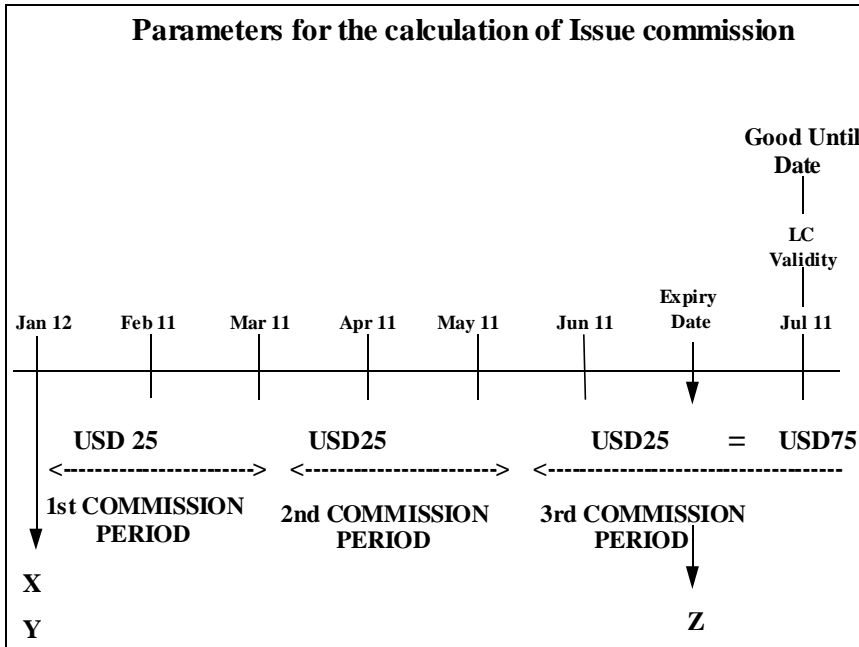 Parameters for the calculation of Issue commission
Good Until
Date
LC
Validity
Jan 12
Feb 11
Mar 11
Apr 11
May 11
Jun 11
Expiry
Date
Jul 11
USD 25
USD25
USD25 = USD75
<------------------------->
<------------------------->
<--------------------------------------
1st COMMISSION
PERIOD
2nd COMMISSION
PERIOD
3rd COMMISSION
PERIOD
X
Y
Z